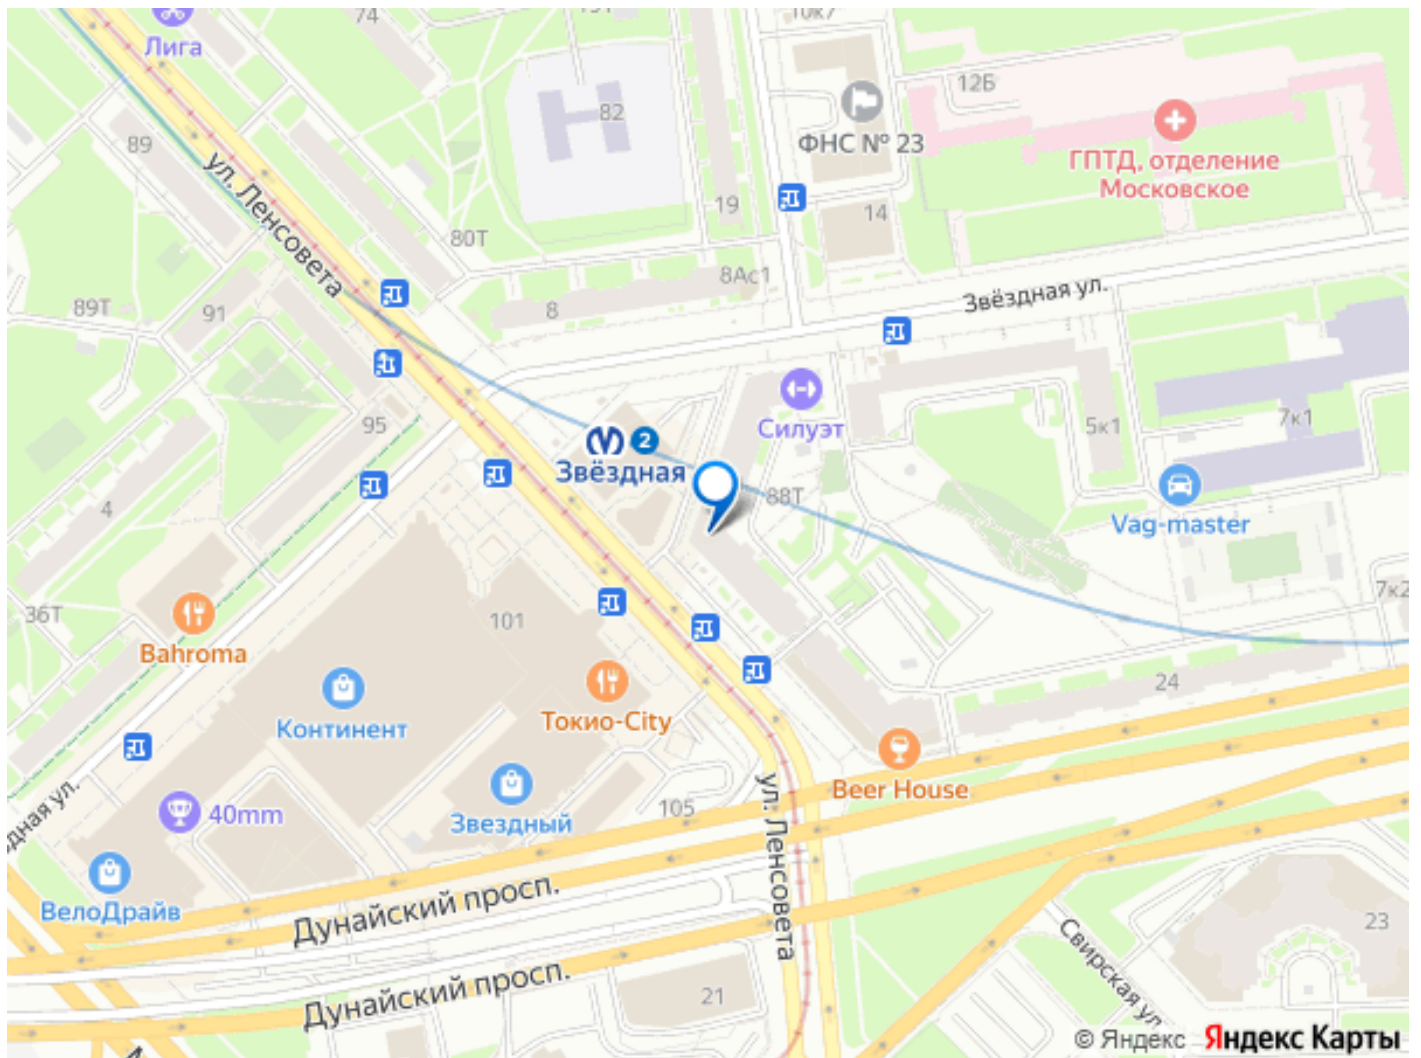 74
10к7
Лига
12Б
82
ФНС № 23
ГПТД, отделение
Московское
89
ул. Ленсовета
19
14
80Т
8Ас1
Звёздная ул.
89Т
91
8
95
Силуэт
5к1
7к1
2
Звёздная
88Т
4
Vag-master
36Т
101
7к2
Bahroma
24
Континент
Токио-City
Beer House
40mm
Звездный
105
ул. Ленсовета
ВелоДрайв
Дунайский просп.
23
Свирская ул.
Дунайский просп.
21
© Яндекс Яндекс Карты